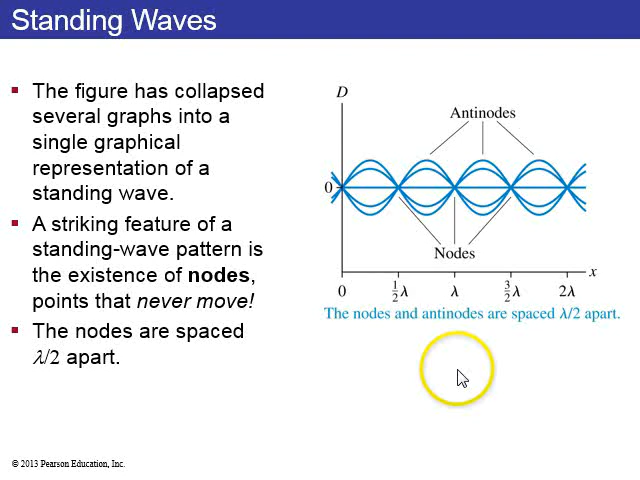 Standing Waves
▪ The figure has collapsed
several graphs into a
single graphical
representation of a
standing wave.
▪ A striking feature of a
standing-wave pattern is
the existence of nodes,
points that never move!
▪ The nodes are spaced
λ/2 apart.
D
Antinodes
0
Nodes
x
0 ½λ λ 3/2 λ 2λ
The nodes and antinodes are spaced λ/2 apart.
© 2013 Pearson Education, Inc.